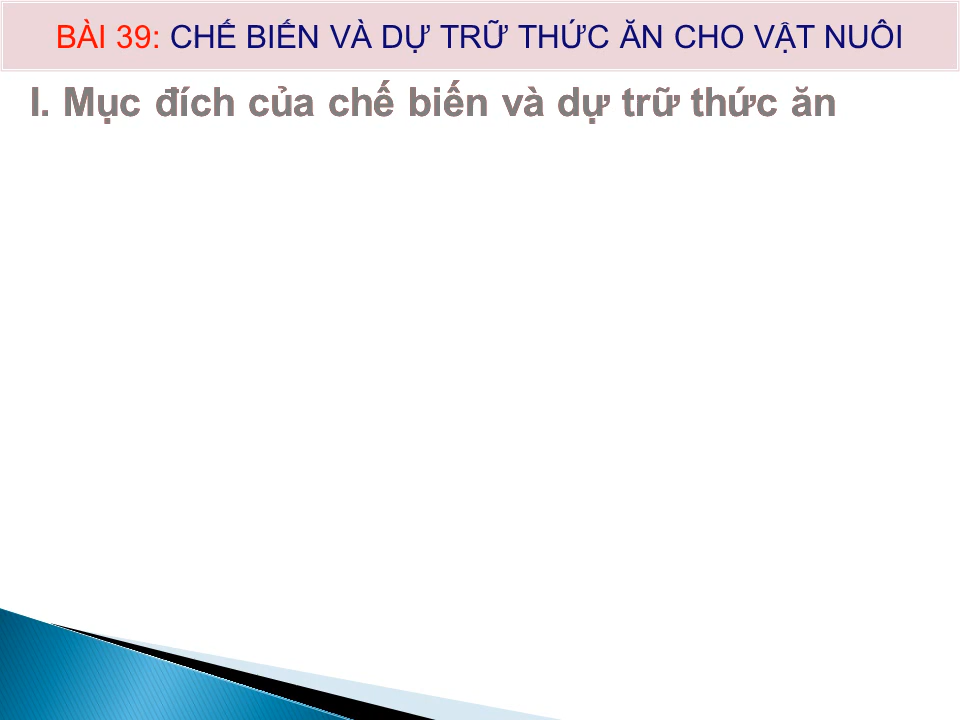 BÀI 39: CHẾ BIẾN VÀ DỰ TRỮ THỨC ĂN CHO VẬT NUÔI
I. Mục đích của chế biến và dự trữ thức ăn